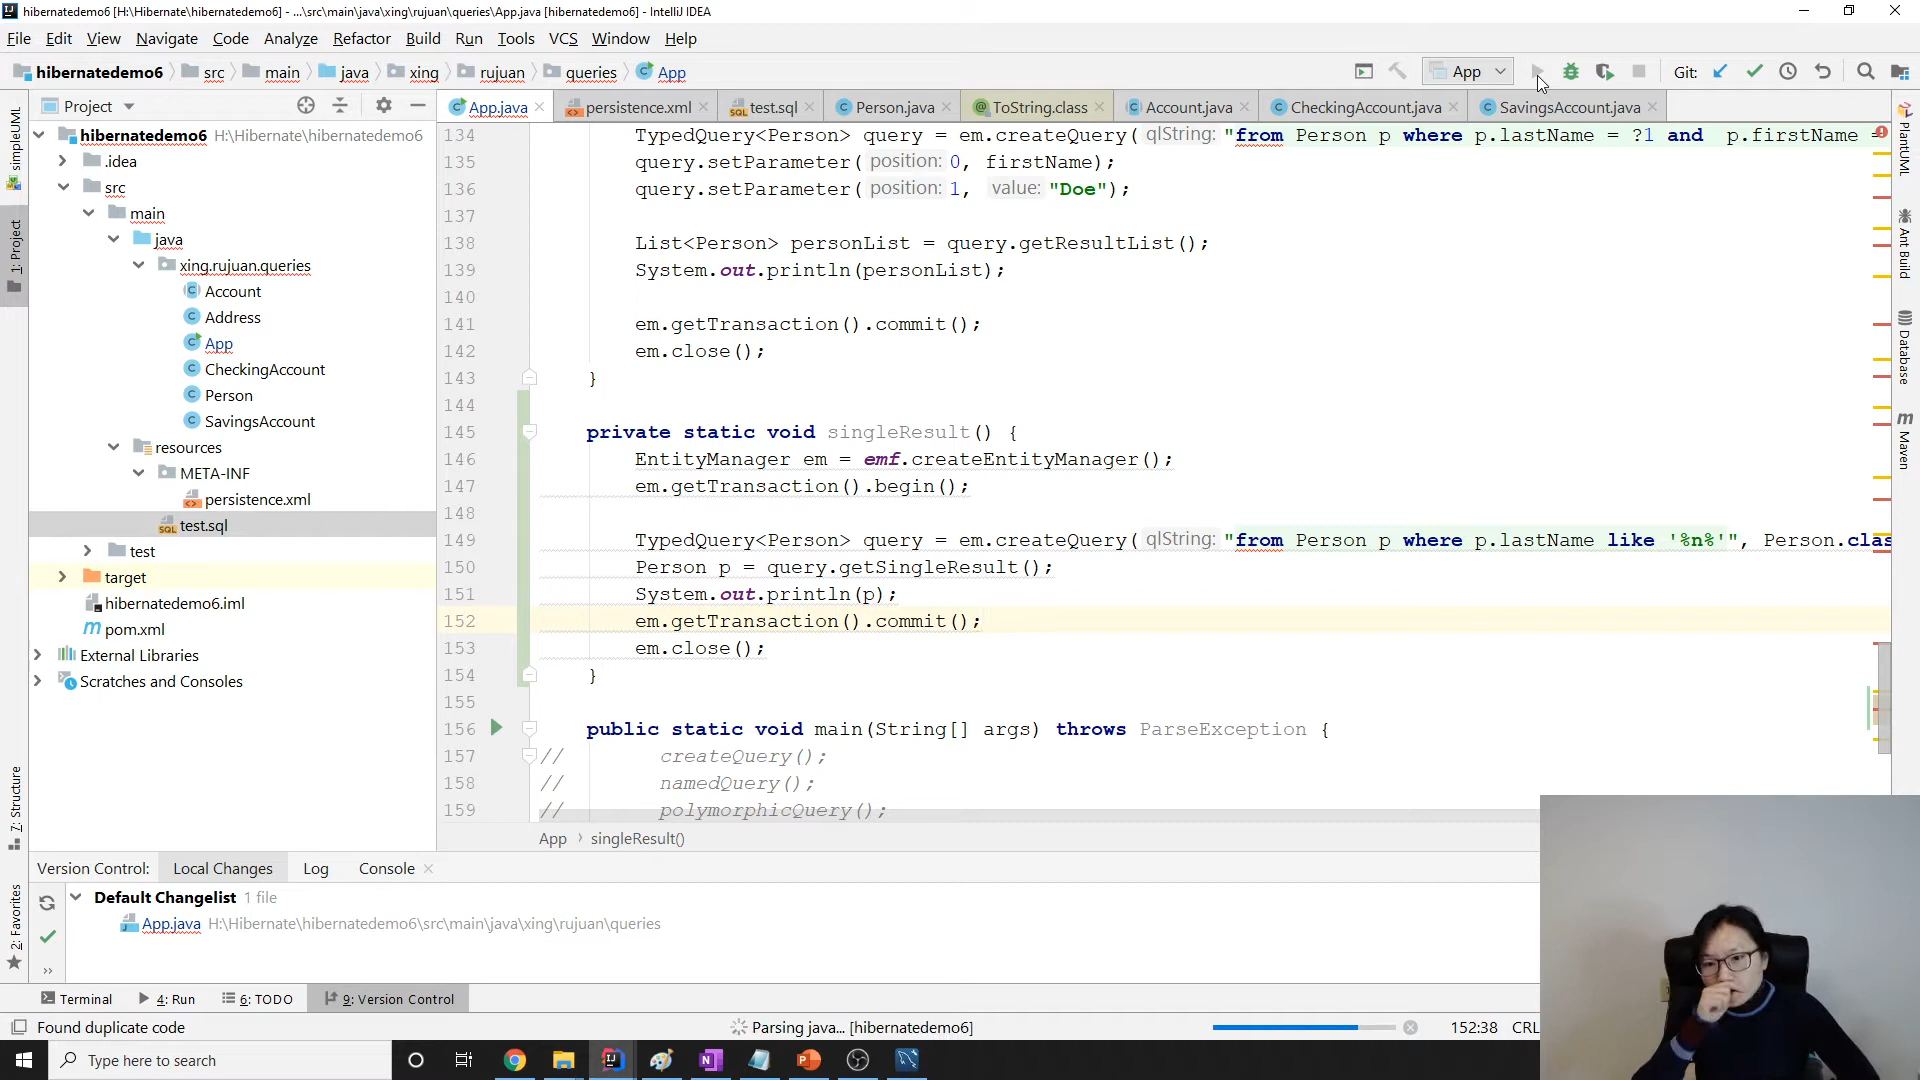 hibernatedemo6 [H:\Hibernate\hibernatedemo6] - ...\src\main\java\xing\rujuan\queries\App.java [hibernatedemo6] - IntelliJ IDEA
File Edit View Navigate Code Analyze Refactor Build Run Tools VCS Window Help
hibernatedemo6 src main java xing rujuan queries App App Git:
Project App.java persistence.xml test.sql Person.java ToString.class Account.java CheckingAccount.java SavingsAccount.java
simpleUML
1: Project
7: Structure
2: Favorites
hibernatedemo6 H:\Hibernate\hibernatedemo6
.idea
src
main
java
xing.rujuan.queries
Account
Address
App
CheckingAccount
Person
SavingsAccount
resources
META-INF
persistence.xml
test.sql
test
target
hibernatedemo6.iml
pom.xml
External Libraries
Scratches and Consoles
134 TypedQuery<Person> query = em.createQuery( qlString: "from Person p where p.lastName = ?1 and  p.firstName =
135 query.setParameter( position: 0, firstName);
136 query.setParameter( position: 1, value: "Doe");
137
138 List<Person> personList = query.getResultList();
139 System.out.println(personList);
140
141 em.getTransaction().commit();
142 em.close();
143 }
144
145 private static void singleResult() {
146 EntityManager em = emf.createEntityManager();
147 em.getTransaction().begin();
148
149 TypedQuery<Person> query = em.createQuery( qlString: "from Person p where p.lastName like '%n%'", Person.clas
150 Person p = query.getSingleResult();
151 System.out.println(p);
152 em.getTransaction().commit();
153 em.close();
154 }
155
156 public static void main(String[] args) throws ParseException {
157 // createQuery();
158 // namedQuery();
159 // polymorphicQuery();
App › singleResult()
PlantUML
Ant Build
Database
Maven
Version Control: Local Changes Log Console
Default Changelist 1 file
App.java H:\Hibernate\hibernatedemo6\src\main\java\xing\rujuan\queries
Terminal 4: Run 6: TODO 9: Version Control
Found duplicate code Parsing java... [hibernatedemo6] 152:38 CRL
Type here to search